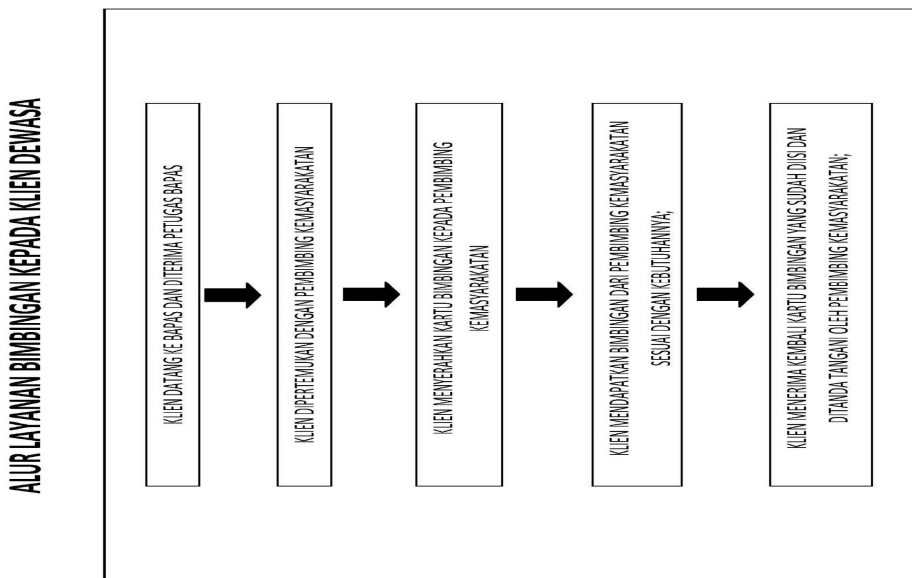 ALUR LAYANAN BIMBINGAN KEPADA KLIEN DEWASA
KLIEN DATANG KE BAPAS DAN DITERIMA PETUGAS BAPAS
KLIEN DIPERTEMUKAN DENGAN PEMBIMBING KEMASYARAKATAN
KLIEN MENYERAHKAN KARTU BIMBINGAN KEPADA PEMBIMBING
KEMASYARAKATAN
KLIEN MENDAPATKAN BIMBINGAN DARI PEMBIMBING KEMASYARAKATAN
SESUAI DENGAN KEBUTUHANNYA;
KLIEN MENERIMA KEMBALI KARTU BIMBINGAN YANG SUDAH DIISI DAN
DITANDA TANGANI OLEH PEMBIMBING KEMASYARAKATAN;